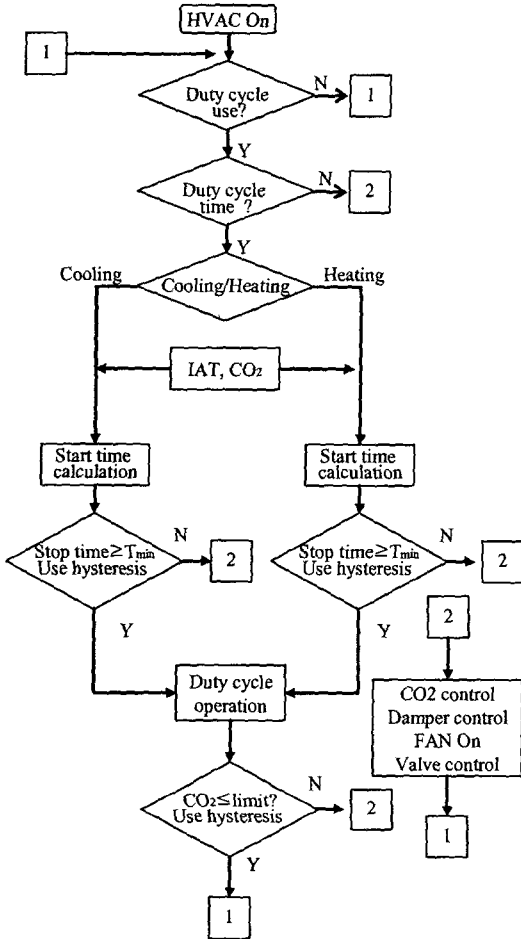 HVAC On
1
Duty cycle
use?
N
1
Y
Duty cycle
time ?
N
2
Y
Cooling
Cooling/Heating
Heating
IAT, CO₂
Start time
calculation
Start time
calculation
Stop time≥Tmin
Use hysteresis
N
2
Stop time≥Tmin
Use hysteresis
N
2
Y
Y
2
Duty cycle
operation
CO2 control
Damper control
FAN On
Valve control
CO₂≤limit?
Use hysteresis
N
2
1
Y
1